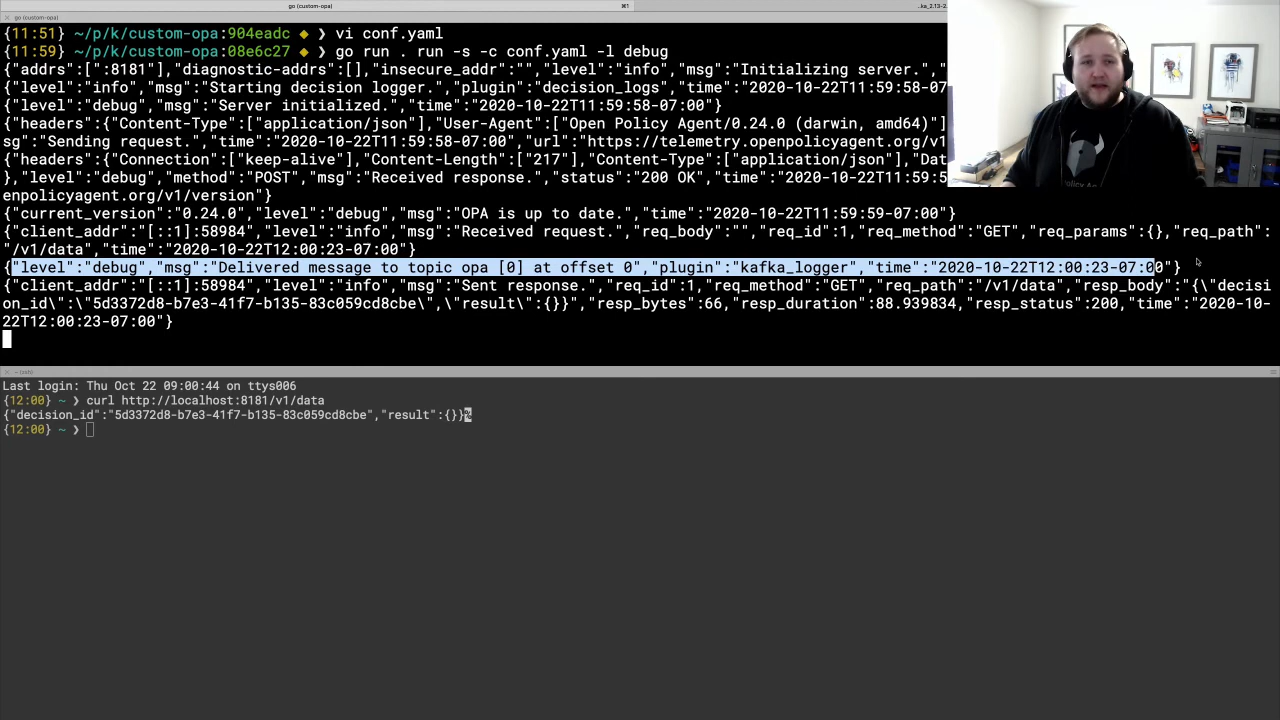 go (custom-opa)
⌘1
..ka_2.13-2..
go (custom-opa)
{11:51} ~/p/k/custom-opa:904eadc ◆ ❯ vi conf.yaml
{11:59} ~/p/k/custom-opa:08e6c27 ◆ ❯ go run . run -s -c conf.yaml -l debug
{"addrs":[":8181"],"diagnostic-addrs":[],"insecure_addr":"","level":"info","msg":"Initializing server.","
{"level":"info","msg":"Starting decision logger.","plugin":"decision_logs","time":"2020-10-22T11:59:58-07
{"level":"debug","msg":"Server initialized.","time":"2020-10-22T11:59:58-07:00"}
{"headers":{"Content-Type":["application/json"],"User-Agent":["Open Policy Agent/0.24.0 (darwin, amd64)"]
sg":"Sending request.","time":"2020-10-22T11:59:58-07:00","url":"https://telemetry.openpolicyagent.org/v1
{"headers":{"Connection":["keep-alive"],"Content-Length":["217"],"Content-Type":["application/json"],"Dat
},"level":"debug","method":"POST","msg":"Received response.","status":"200 OK","time":"2020-10-22T11:59:5
enpolicyagent.org/v1/version"}
{"current_version":"0.24.0","level":"debug","msg":"OPA is up to date.","time":"2020-10-22T11:59:59-07:00"}
{"client_addr":"[::1]:58984","level":"info","msg":"Received request.","req_body":"","req_id":1,"req_method":"GET","req_params":{},"req_path":
"/v1/data","time":"2020-10-22T12:00:23-07:00"}
{"level":"debug","msg":"Delivered message to topic opa [0] at offset 0","plugin":"kafka_logger","time":"2020-10-22T12:00:23-07:00"}
{"client_addr":"[::1]:58984","level":"info","msg":"Sent response.","req_id":1,"req_method":"GET","req_path":"/v1/data","resp_body":"{\"decisi
on_id\":\"5d3372d8-b7e3-41f7-b135-83c059cd8cbe\",\"result\":{}}","resp_bytes":66,"resp_duration":88.939834,"resp_status":200,"time":"2020-10-
22T12:00:23-07:00"}
Last login: Thu Oct 22 09:00:44 on ttys006
{12:00} ~ ❯ curl http://localhost:8181/v1/data
{"decision_id":"5d3372d8-b7e3-41f7-b135-83c059cd8cbe","result":{}}%
{12:00} ~ ❯